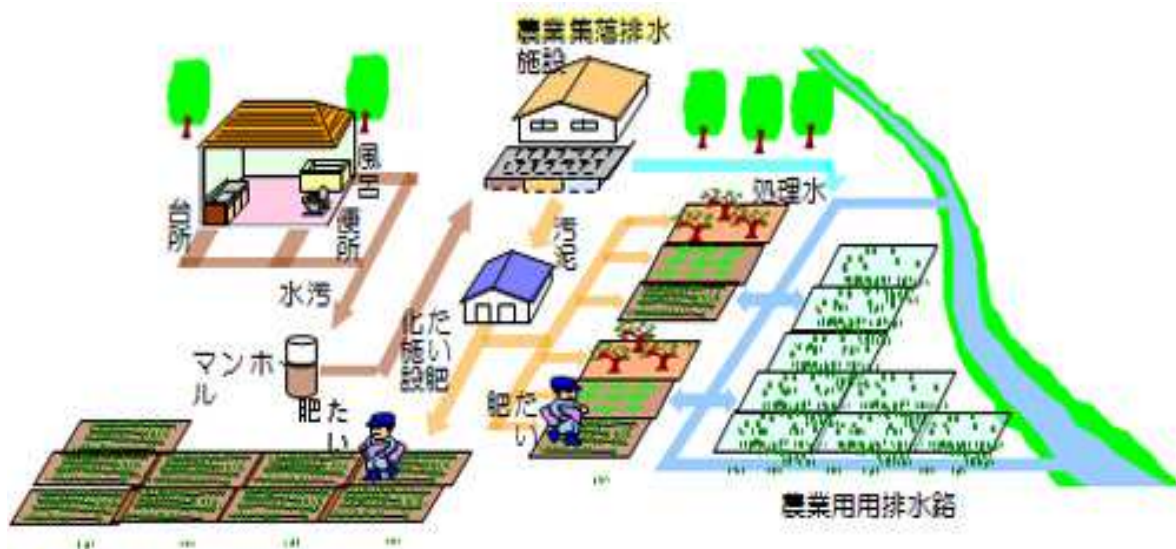 農業集落排水
施設
風呂
台所
便所
処理水
汚泥
水汚
たい肥
化施設
マンホー
ル
たい
肥
たい
肥
農業用用排水路